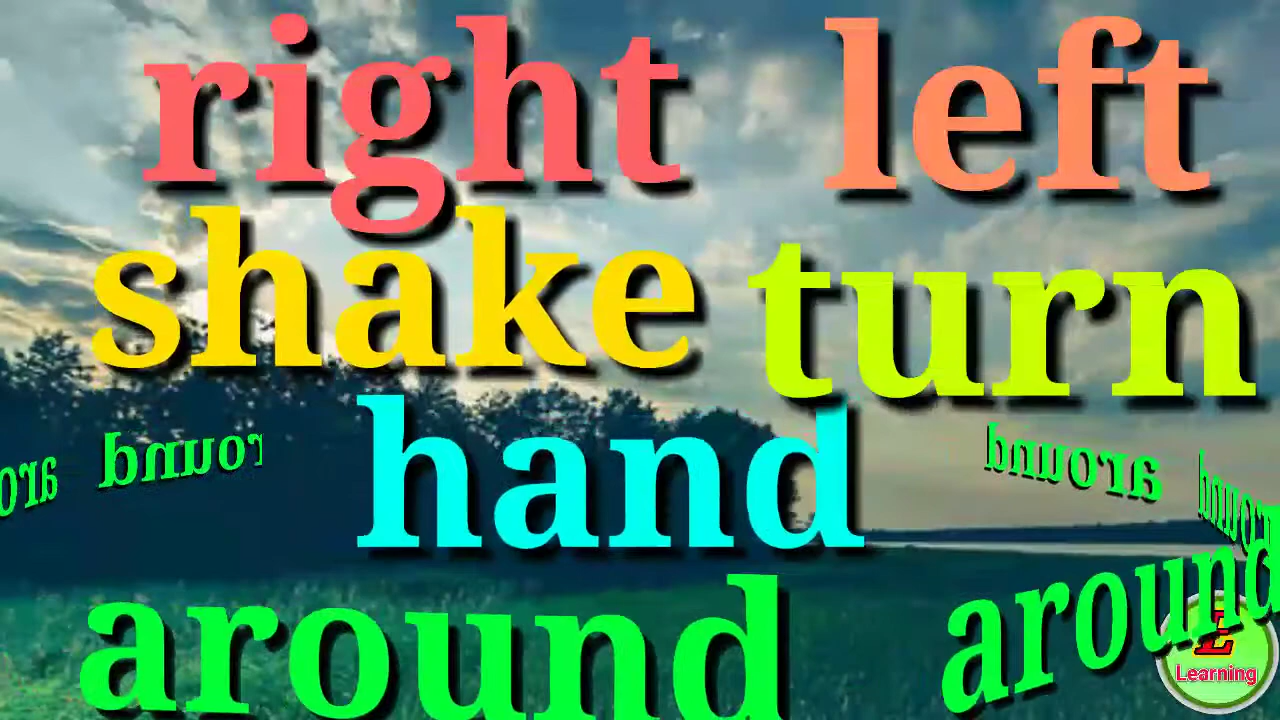 right left
shake turn
hand
around around
around
around
Learning